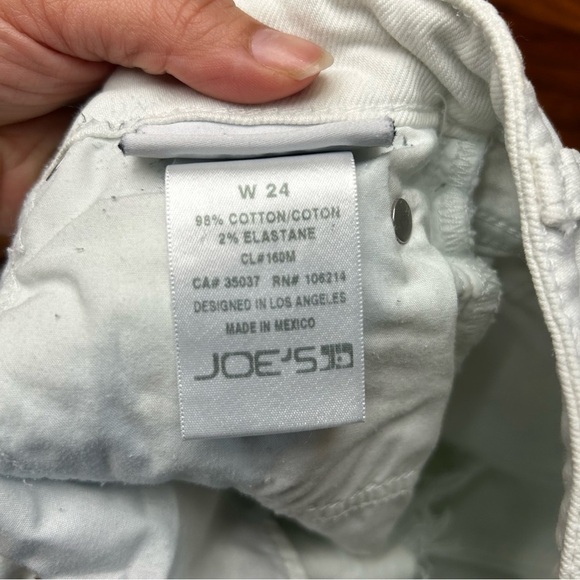 W 24
98% COTTON/COTON
2% ELASTANE
CL# 160M
CA# 35037 RN# 106214
DESIGNED IN LOS ANGELES
MADE IN MEXICO
JOE'S